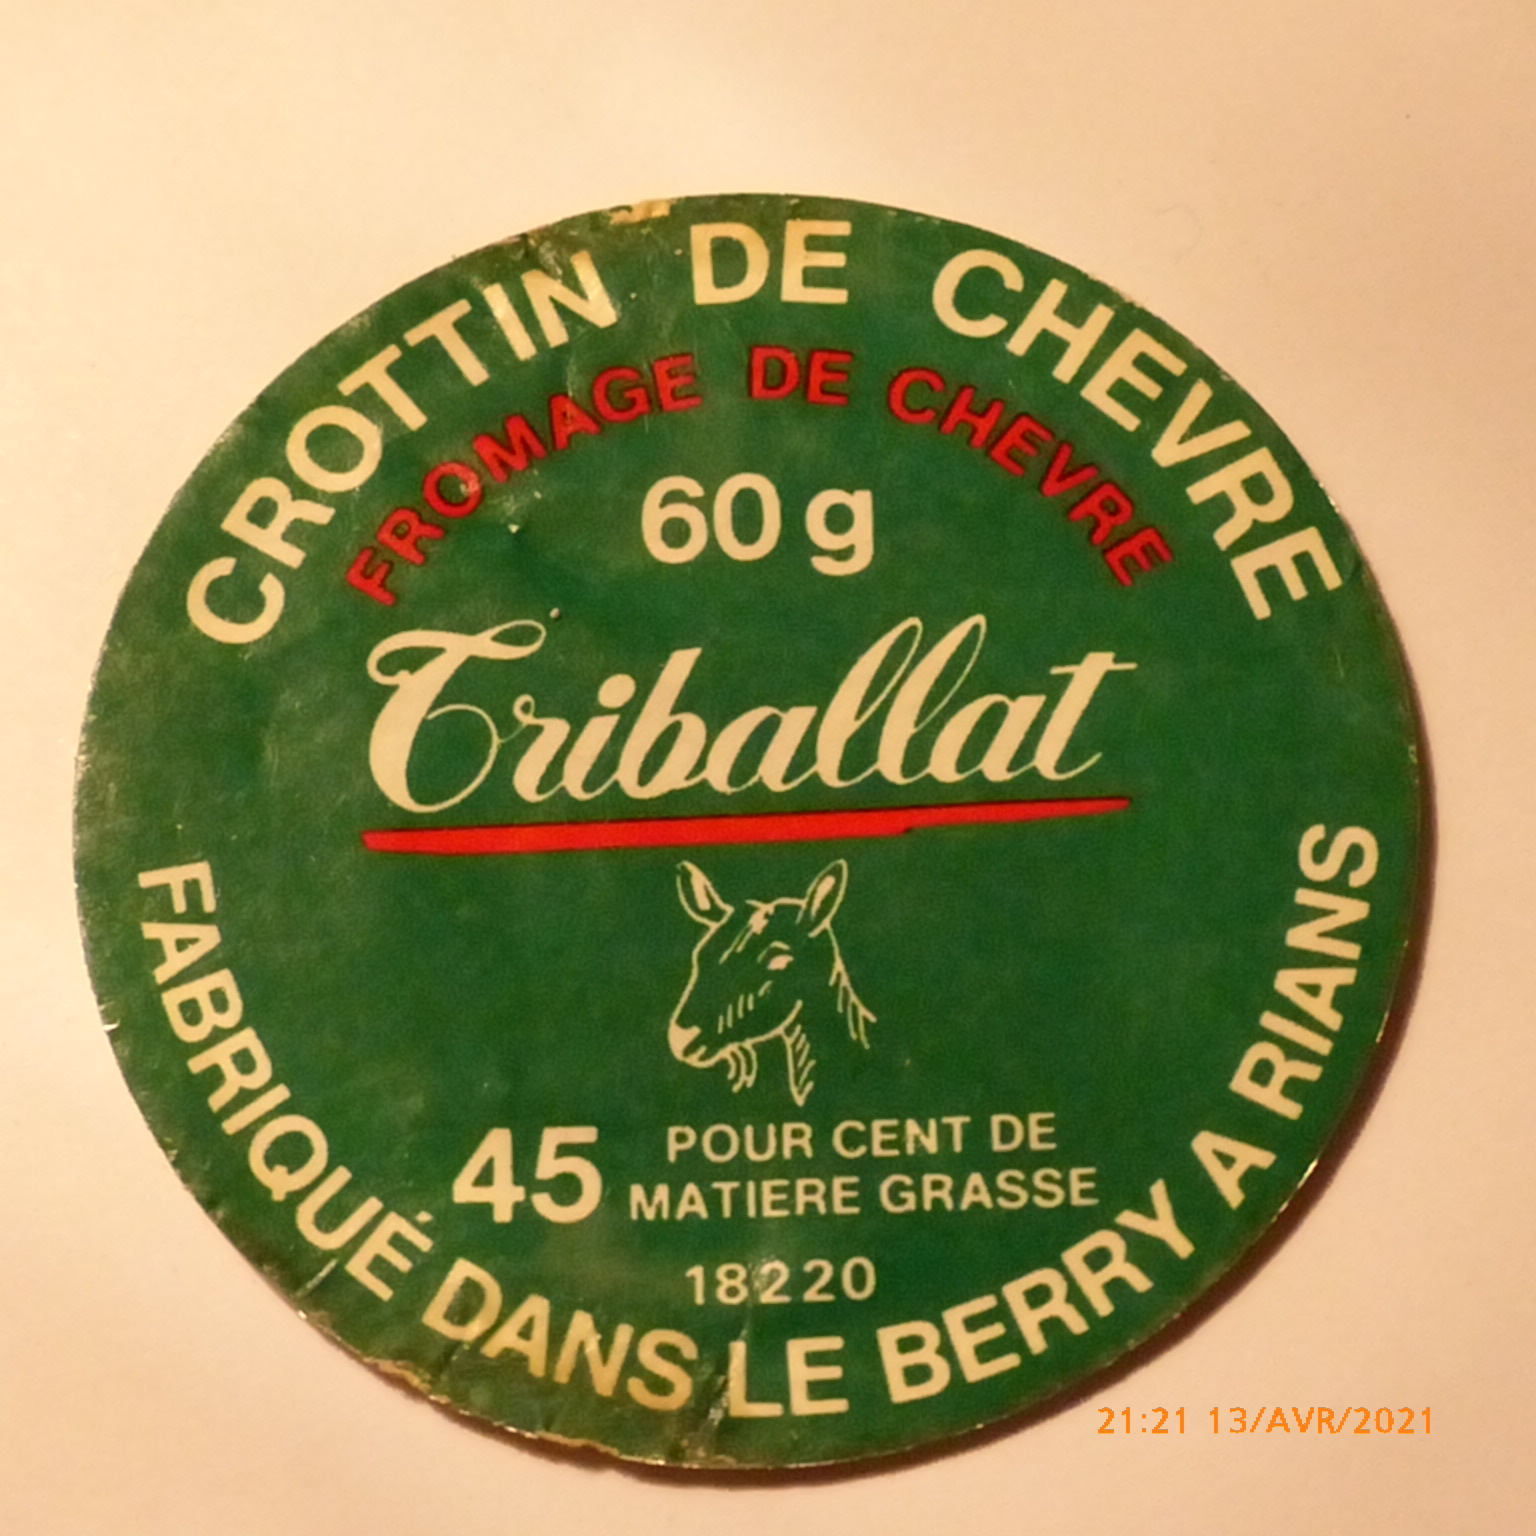 CROTTIN DE CHEVRE
FROMAGE DE CHEVRE
60 g
Triballat
45 POUR CENT DE
MATIERE GRASSE
18220
FABRIQUÉ DANS LE BERRY A RIANS
21:21 13/AVR/2021